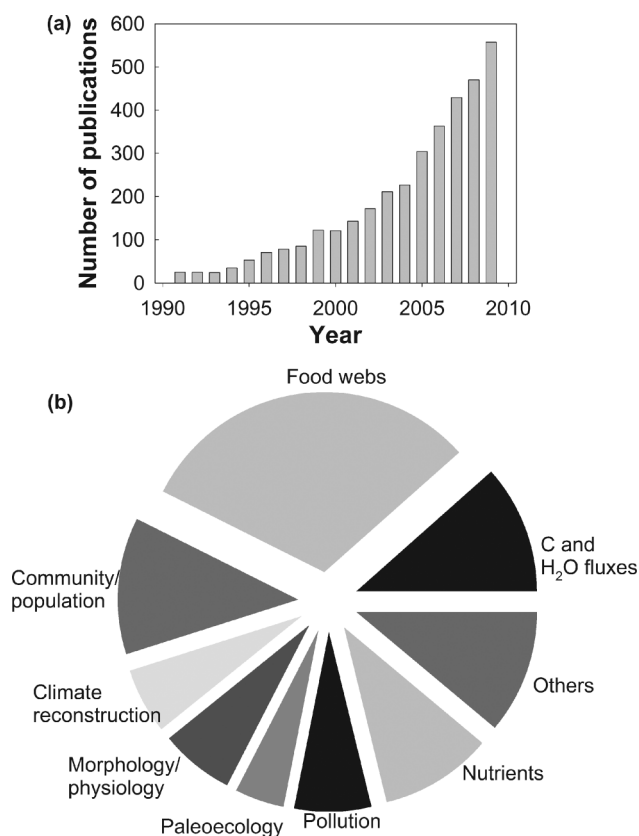 (a)
Number of publications
600
500
400
300
200
100
0
1990
1995
2000
2005
2010
Year
(b)
Food webs
C and
H₂O fluxes
Community/
population
Climate
reconstruction
Others
Morphology/
physiology
Nutrients
Paleoecology
Pollution